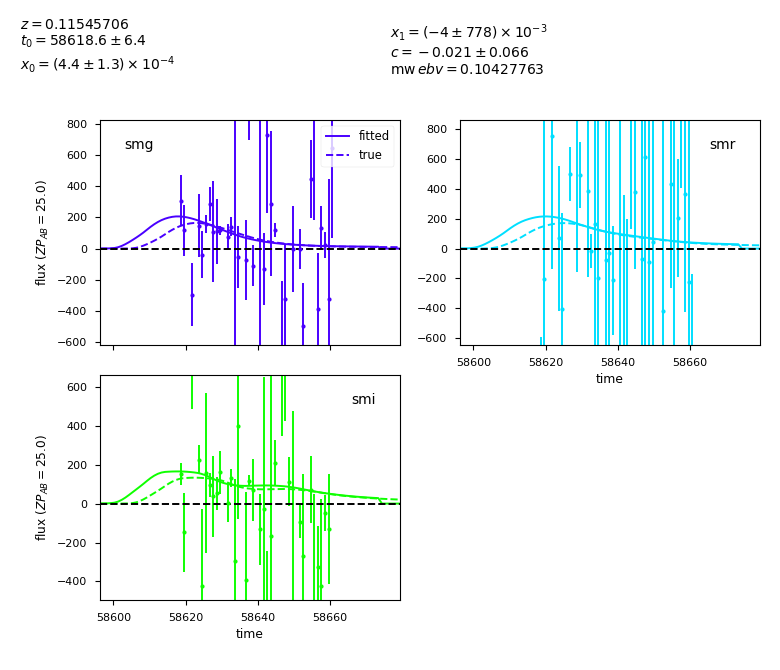 z = 0.11545706
t₀ = 58618.6 ± 6.4
x₀ = (4.4 ± 1.3) × 10⁻⁴
x₁ = (−4 ± 778) × 10⁻³
c = −0.021 ± 0.066
mw ebv = 0.10427763
smg
fitted
true
flux (ZP_AB = 25.0)
800
600
400
200
0
−200
−400
−600
smr
800
600
400
200
0
−200
−400
−600
58600 58620 58640 58660
time
smi
flux (ZP_AB = 25.0)
600
400
200
0
−200
−400
58600 58620 58640 58660
time